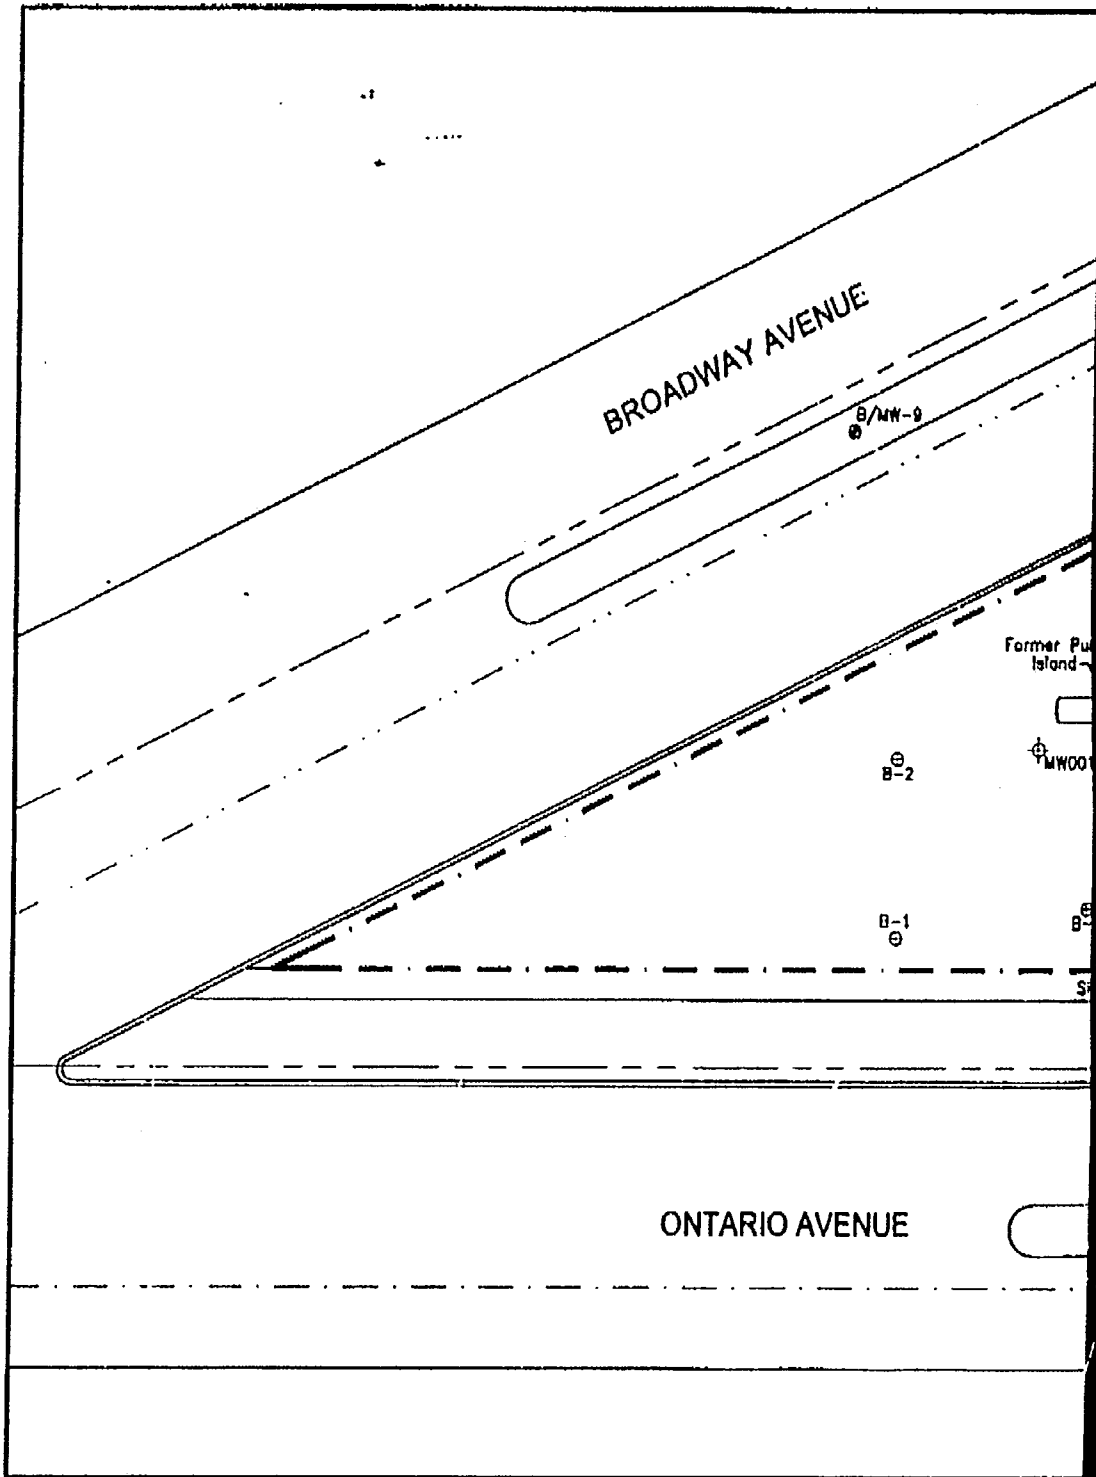 BROADWAY AVENUE
B/MW-9
Former Pu
Island
B-2
MW001
B-1
B-
ONTARIO AVENUE